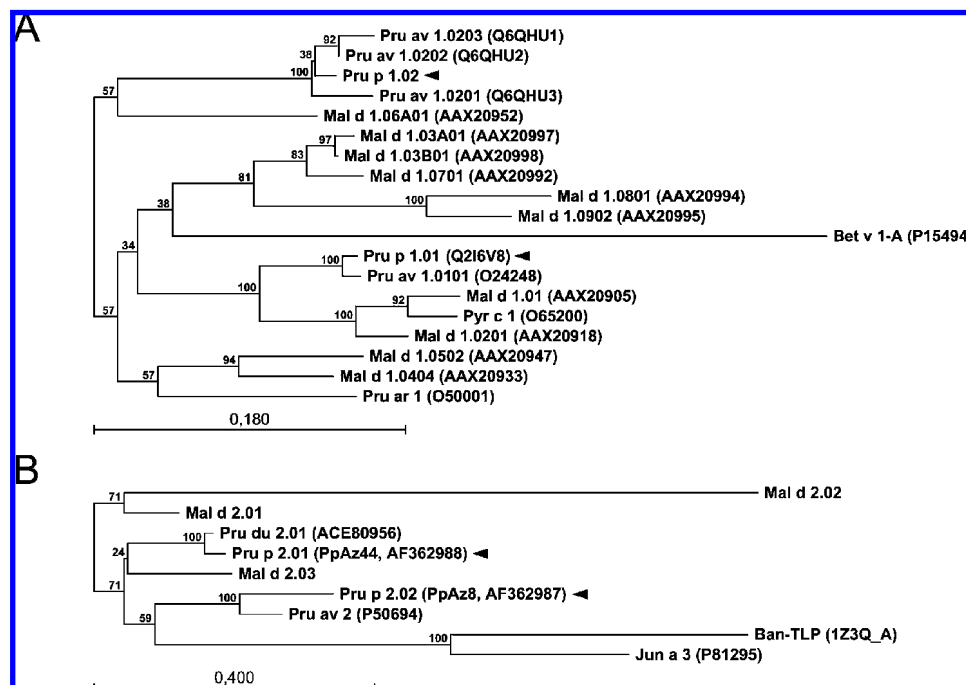 A
92
Pru av 1.0203 (Q6QHU1)
38
Pru av 1.0202 (Q6QHU2)
100
Pru p 1.02
57
Pru av 1.0201 (Q6QHU3)
Mal d 1.06A01 (AAX20952)
97
Mal d 1.03A01 (AAX20997)
83
Mal d 1.03B01 (AAX20998)
81
Mal d 1.0701 (AAX20992)
100
Mal d 1.0801 (AAX20994)
38
Mal d 1.0902 (AAX20995)
Bet v 1-A (P15494
34
100
Pru p 1.01 (Q2I6V8)
100
Pru av 1.0101 (O24248)
92
Mal d 1.01 (AAX20905)
57
100
Pyr c 1 (O65200)
Mal d 1.0201 (AAX20918)
94
Mal d 1.0502 (AAX20947)
57
Mal d 1.0404 (AAX20933)
Pru ar 1 (O50001)
0,180
B
71
Mal d 2.02
Mal d 2.01
100
Pru du 2.01 (ACE80956)
24
Pru p 2.01 (PpAz44, AF362988)
71
Mal d 2.03
100
Pru p 2.02 (PpAz8, AF362987)
59
Pru av 2 (P50694)
100
Ban-TLP (1Z3Q_A)
Jun a 3 (P81295)
0,400